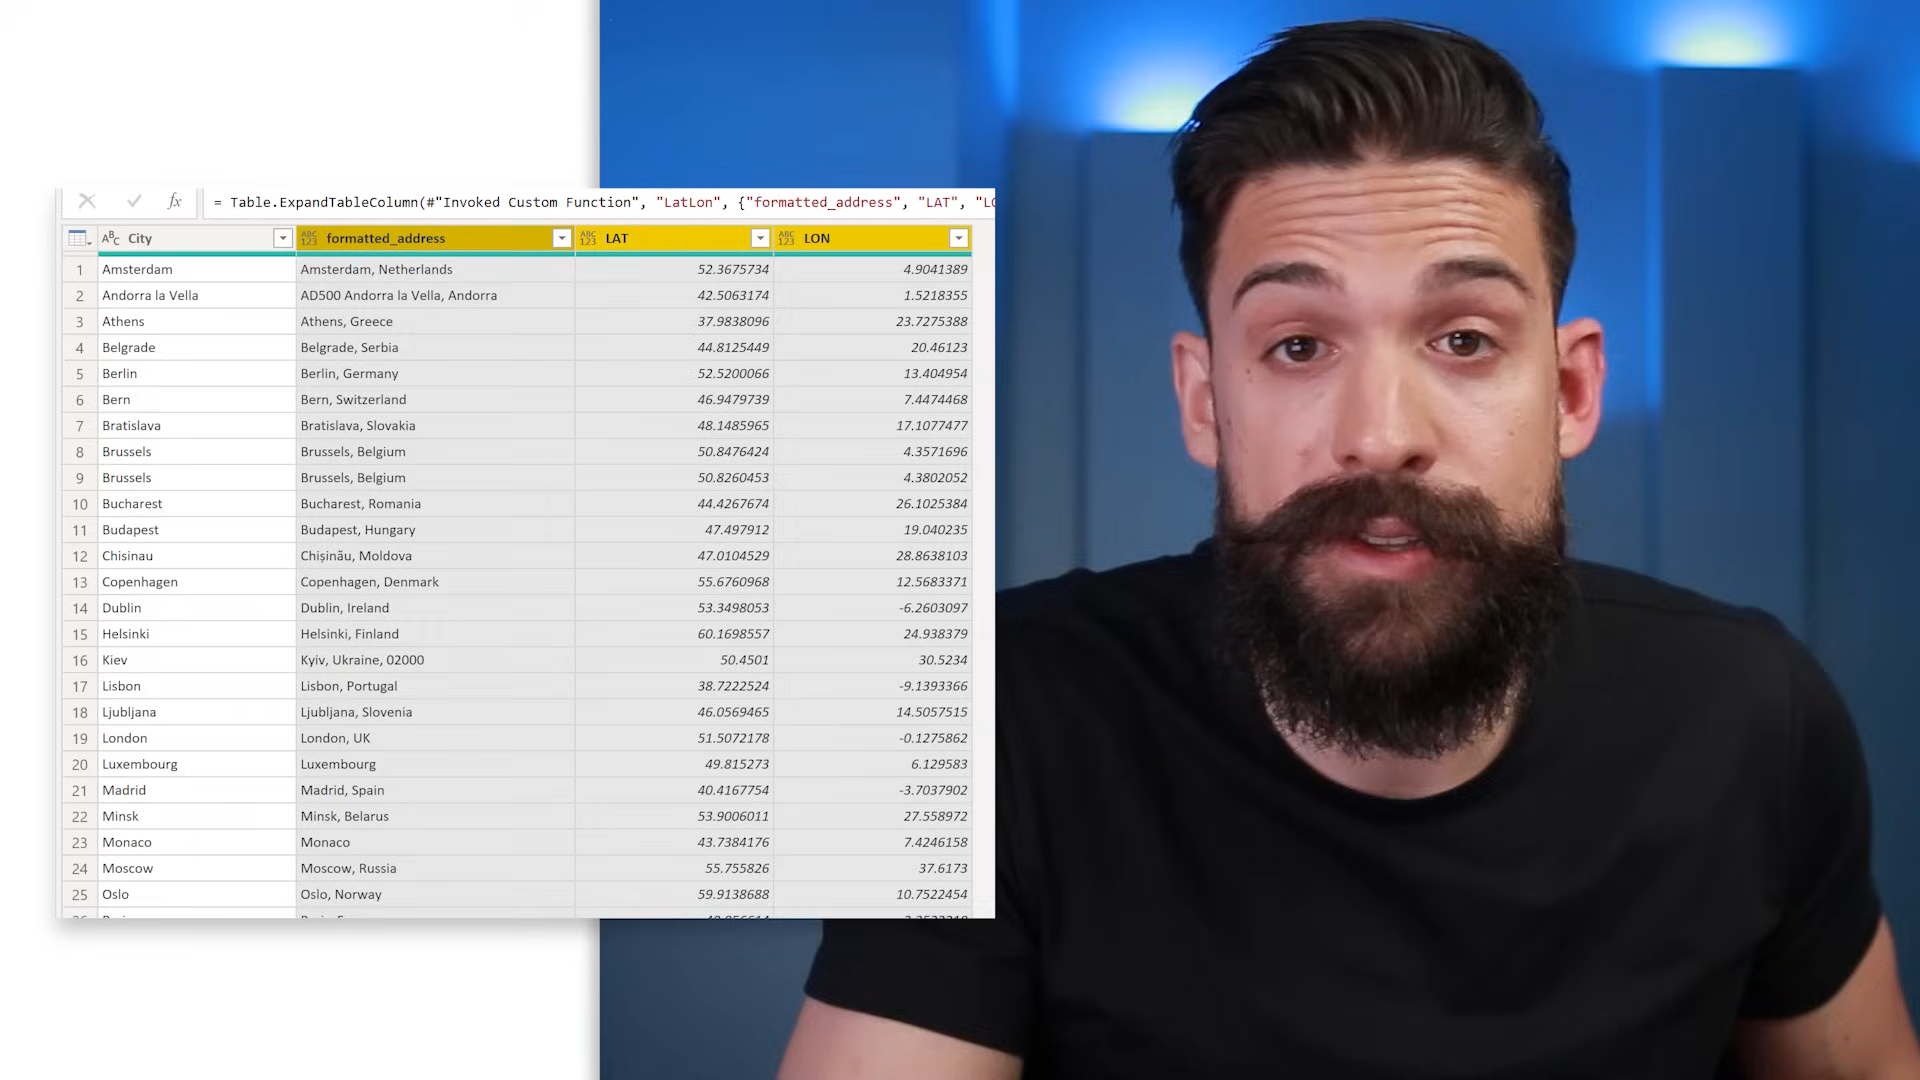 = Table.ExpandTableColumn(#"Invoked Custom Function", "LatLon", {"formatted_address", "LAT", "LO
City formatted_address LAT LON
1 Amsterdam Amsterdam, Netherlands 52.3675734 4.9041389
2 Andorra la Vella AD500 Andorra la Vella, Andorra 42.5063174 1.5218355
3 Athens Athens, Greece 37.9838096 23.7275388
4 Belgrade Belgrade, Serbia 44.8125449 20.46123
5 Berlin Berlin, Germany 52.5200066 13.404954
6 Bern Bern, Switzerland 46.9479739 7.4474468
7 Bratislava Bratislava, Slovakia 48.1485965 17.1077477
8 Brussels Brussels, Belgium 50.8476424 4.3571696
9 Brussels Brussels, Belgium 50.8260453 4.3802052
10 Bucharest Bucharest, Romania 44.4267674 26.1025384
11 Budapest Budapest, Hungary 47.497912 19.040235
12 Chisinau Chișinău, Moldova 47.0104529 28.8638103
13 Copenhagen Copenhagen, Denmark 55.6760968 12.5683371
14 Dublin Dublin, Ireland 53.3498053 -6.2603097
15 Helsinki Helsinki, Finland 60.1698557 24.938379
16 Kiev Kyiv, Ukraine, 02000 50.4501 30.5234
17 Lisbon Lisbon, Portugal 38.7222524 -9.1393366
18 Ljubljana Ljubljana, Slovenia 46.0569465 14.5057515
19 London London, UK 51.5072178 -0.1275862
20 Luxembourg Luxembourg 49.815273 6.129583
21 Madrid Madrid, Spain 40.4167754 -3.7037902
22 Minsk Minsk, Belarus 53.9006011 27.558972
23 Monaco Monaco 43.7384176 7.4246158
24 Moscow Moscow, Russia 55.755826 37.6173
25 Oslo Oslo, Norway 59.9138688 10.7522454